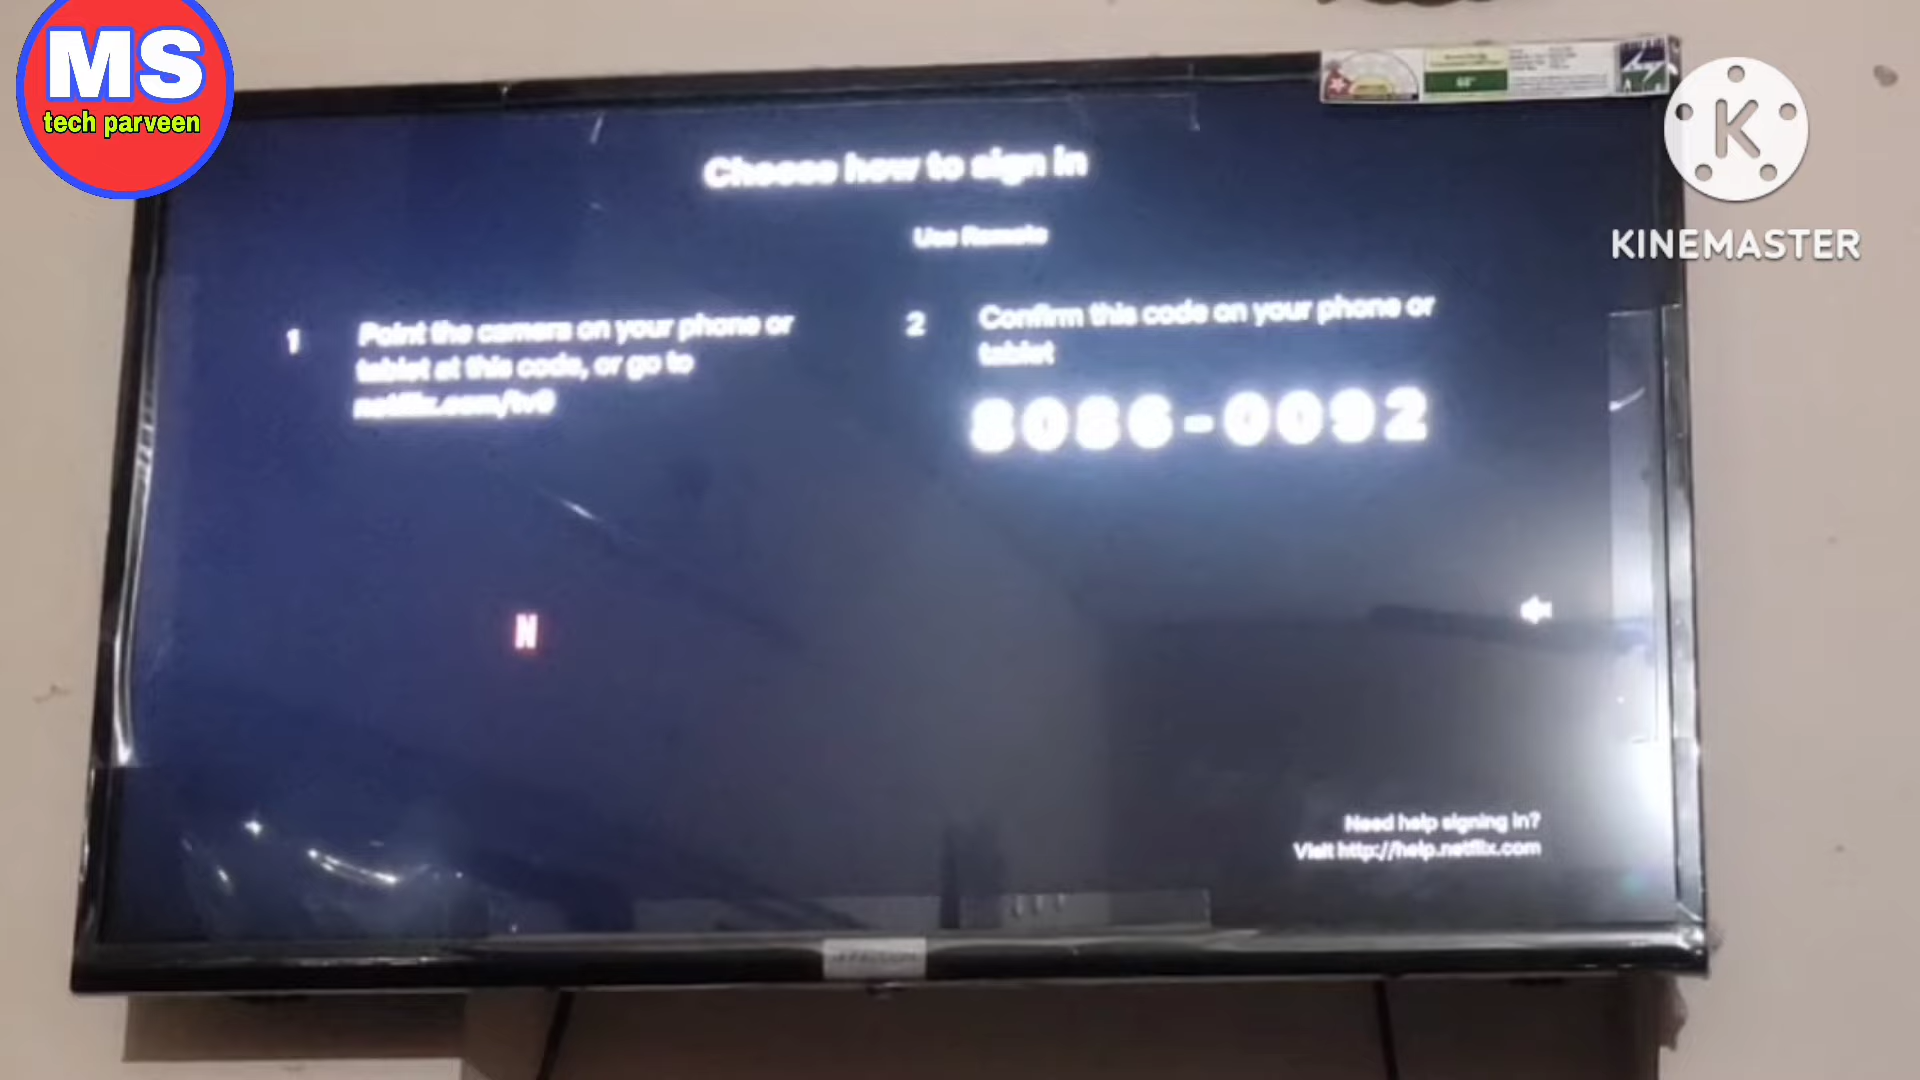 MS
tech parveen
K
KINEMASTER
Choose how to sign in
Use Remote
1
Point the camera on your phone or
tablet at this code, or go to
netflix.com/tv8
2
Confirm this code on your phone or
tablet
8086-0092
N
Need help signing in?
Visit http://help.netflix.com